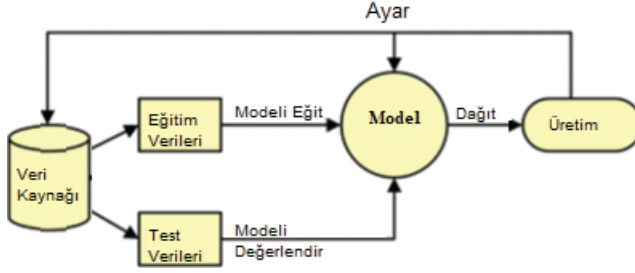 Ayar
Eğitim
Verileri
Modeli Eğit
Model
Dağıt
Üretim
Veri
Kaynağı
Test
Verileri
Modeli
Değerlendir